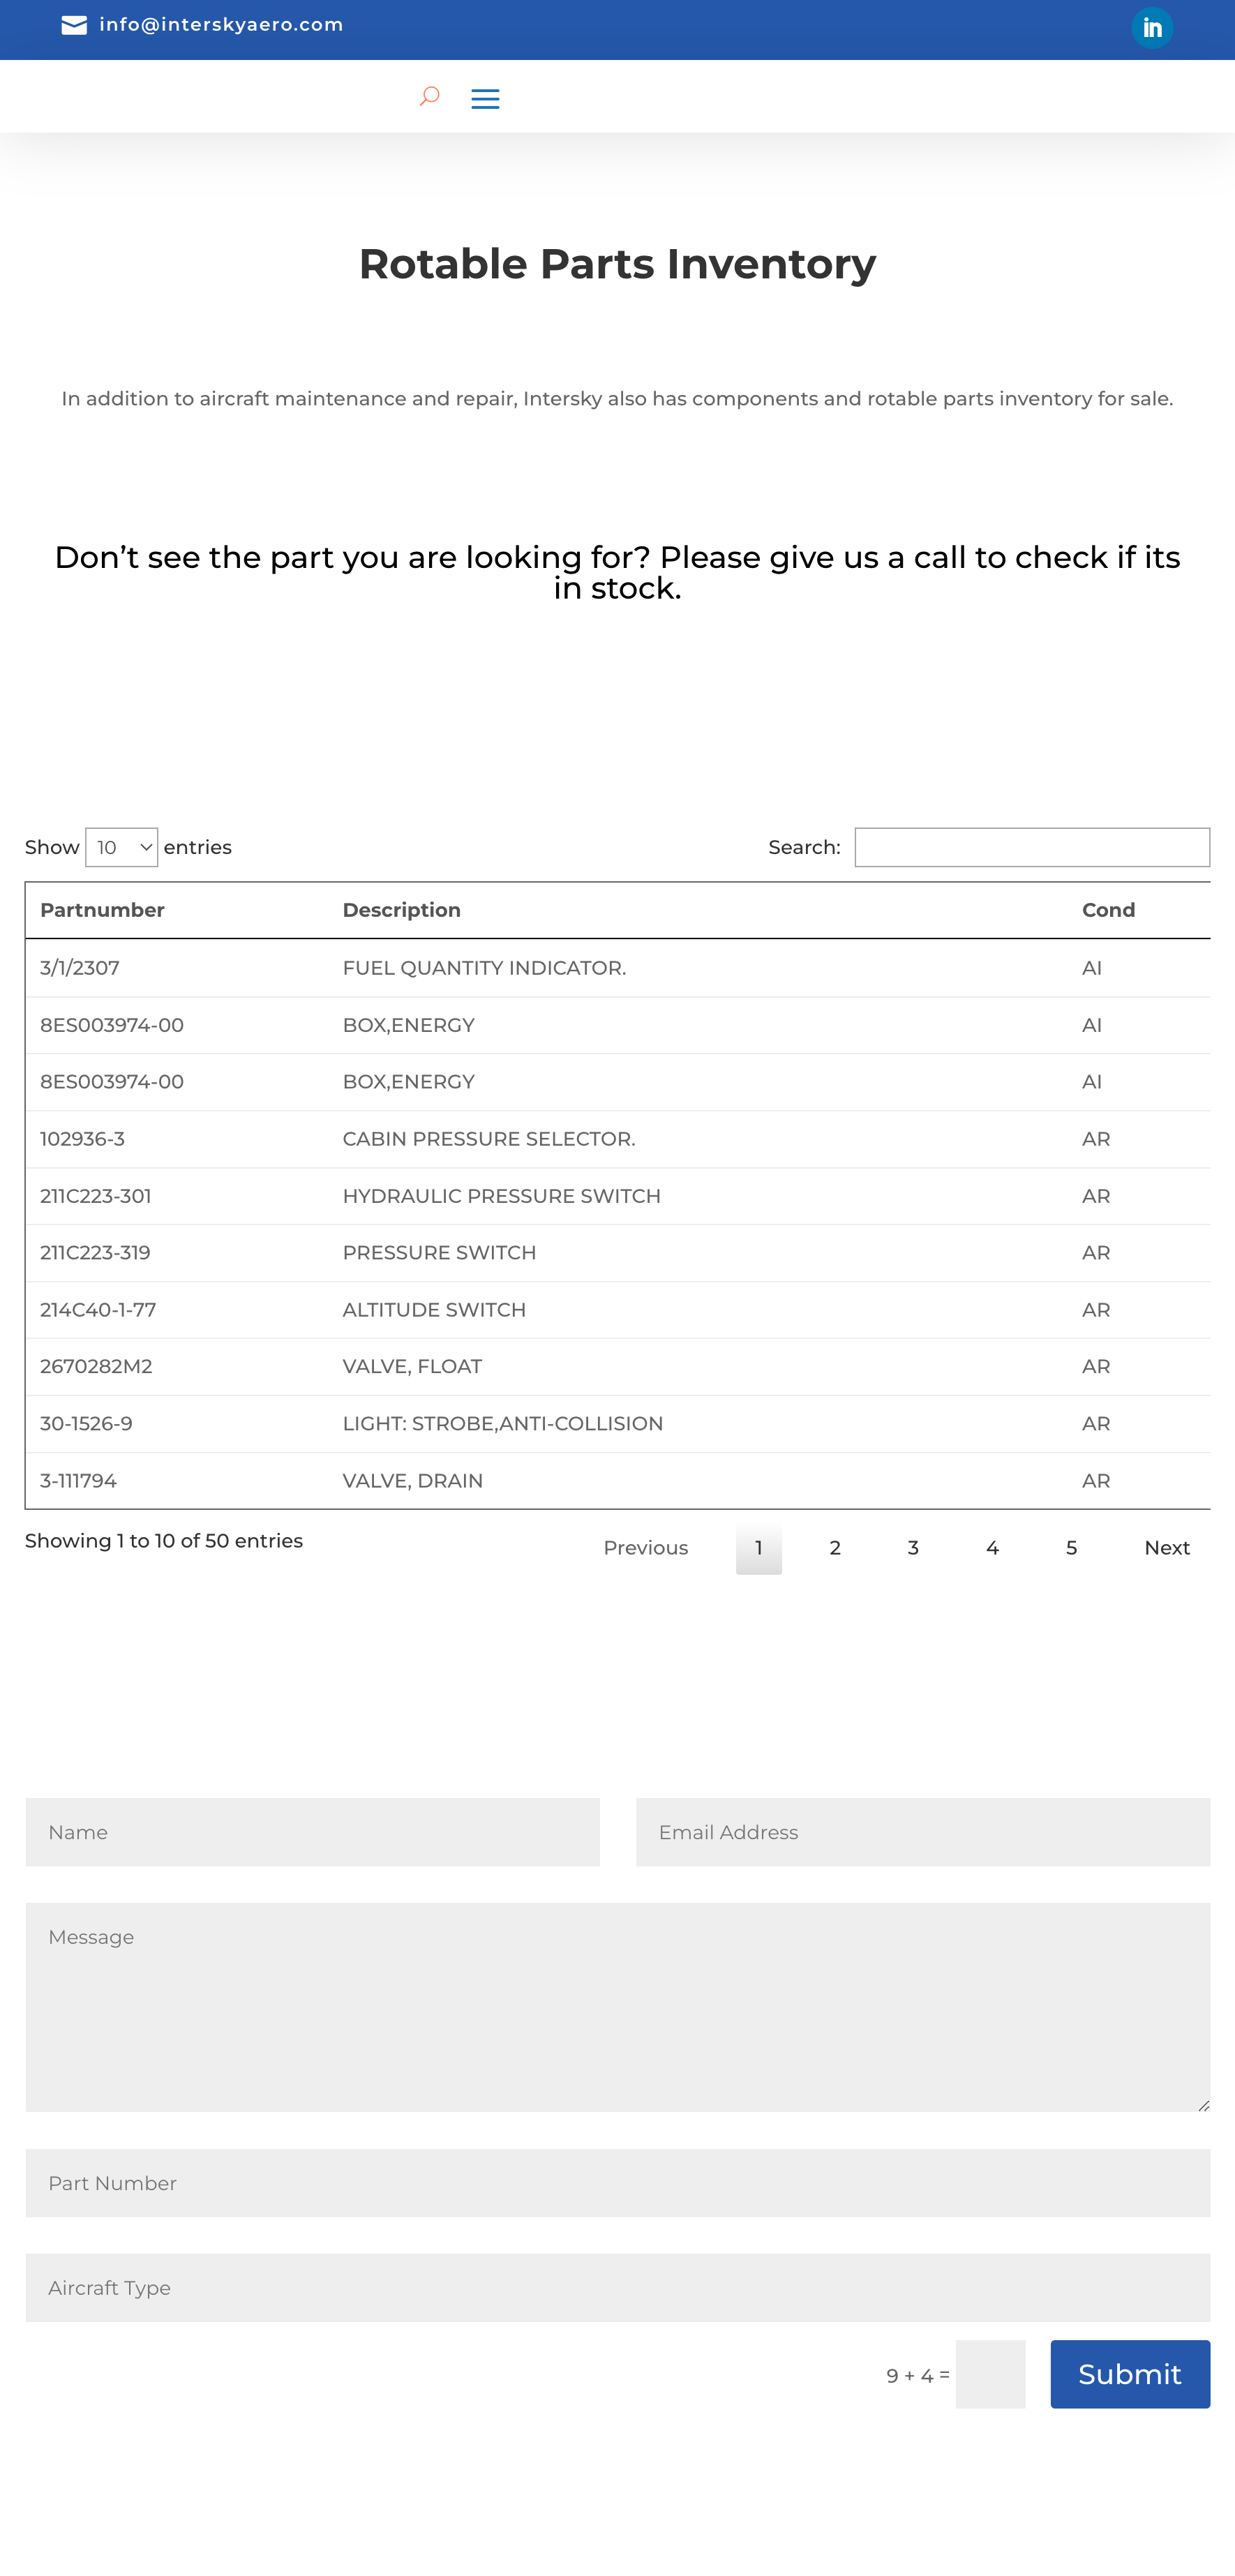 info@interskyaero.com
in
Rotable Parts Inventory
In addition to aircraft maintenance and repair, Intersky also has components and rotable parts inventory for sale.
Don’t see the part you are looking for? Please give us a call to check if its
in stock.
Show 10 entries Search:
Partnumber Description Cond
3/1/2307 FUEL QUANTITY INDICATOR. AI
8ES003974-00 BOX,ENERGY AI
8ES003974-00 BOX,ENERGY AI
102936-3 CABIN PRESSURE SELECTOR. AR
211C223-301 HYDRAULIC PRESSURE SWITCH AR
211C223-319 PRESSURE SWITCH AR
214C40-1-77 ALTITUDE SWITCH AR
2670282M2 VALVE, FLOAT AR
30-1526-9 LIGHT: STROBE,ANTI-COLLISION AR
3-111794 VALVE, DRAIN AR
Showing 1 to 10 of 50 entries Previous 1 2 3 4 5 Next
Name Email Address
Message
Part Number
Aircraft Type
9 + 4 = Submit